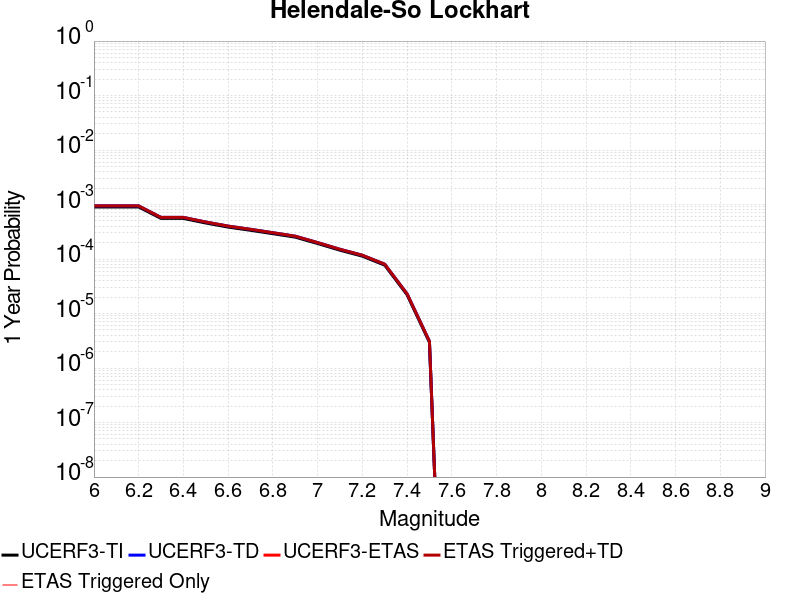 Helendale-So Lockhart
10^0
10^-1
10^-2
10^-3
10^-4
10^-5
10^-6
10^-7
10^-8
1 Year Probability
6 6.2 6.4 6.6 6.8 7 7.2 7.4 7.6 7.8 8 8.2 8.4 8.6 8.8 9
Magnitude
UCERF3-TI UCERF3-TD UCERF3-ETAS ETAS Triggered+TD
ETAS Triggered Only